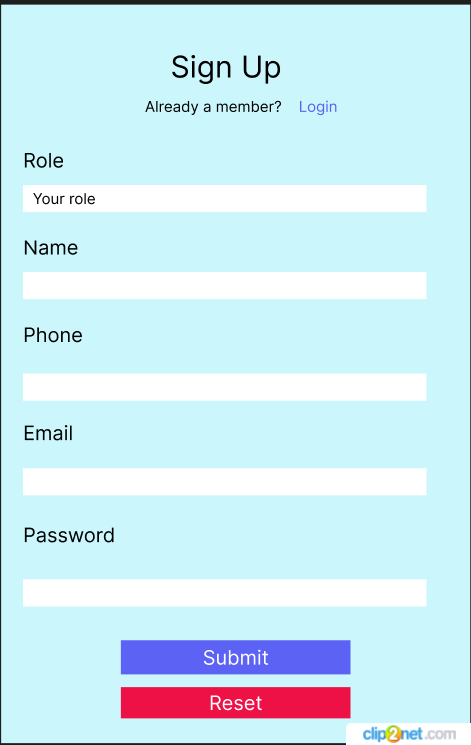 Sign Up
Already a member? Login
Role
Your role
Name
Phone
Email
Password
Submit
Reset
clip2net.com